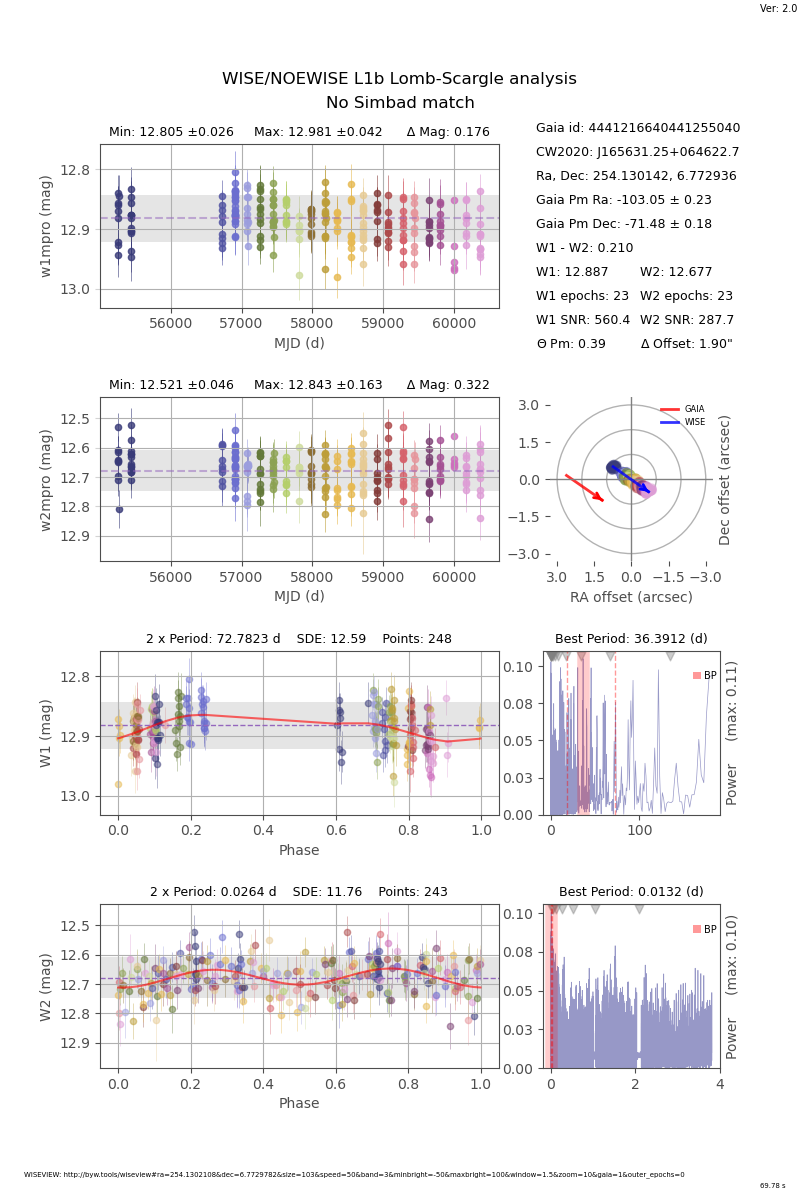 Ver: 2.0
WISE/NOEWISE L1b Lomb-Scargle analysis
No Simbad match
Min: 12.805 ±0.026 Max: 12.981 ±0.042 Δ Mag: 0.176
12.8
12.9
13.0
w1mpro (mag)
56000 57000 58000 59000 60000
MJD (d)
Gaia id: 4441216640441255040
CW2020: J165631.25+064622.7
Ra, Dec: 254.130142, 6.772936
Gaia Pm Ra: -103.05 ± 0.23
Gaia Pm Dec: -71.48 ± 0.18
W1 - W2: 0.210
W1: 12.887 W2: 12.677
W1 epochs: 23 W2 epochs: 23
W1 SNR: 560.4 W2 SNR: 287.7
Θ Pm: 0.39 Δ Offset: 1.90"
Min: 12.521 ±0.046 Max: 12.843 ±0.163 Δ Mag: 0.322
12.5
12.6
12.7
12.8
12.9
w2mpro (mag)
56000 57000 58000 59000 60000
MJD (d)
GAIA
WISE
3.0
1.5
0.0
−1.5
−3.0
3.0 1.5 0.0 −1.5 −3.0
RA offset (arcsec)
Dec offset (arcsec)
2 x Period: 72.7823 d SDE: 12.59 Points: 248
12.8
12.9
13.0
W1 (mag)
0.0 0.2 0.4 0.6 0.8 1.0
Phase
Best Period: 36.3912 (d)
BP
0.10
0.08
0.05
0.03
0.00
0 100
Power (max: 0.11)
2 x Period: 0.0264 d SDE: 11.76 Points: 243
12.5
12.6
12.7
12.8
12.9
W2 (mag)
0.0 0.2 0.4 0.6 0.8 1.0
Phase
Best Period: 0.0132 (d)
BP
0.10
0.08
0.05
0.03
0.00
0 2 4
Power (max: 0.10)
WISEVIEW: http://byw.tools/wiseview#ra=254.1302108&dec=6.7729782&size=103&speed=50&band=3&minbright=-50&maxbright=100&window=1.5&zoom=10&gaia=1&outer_epochs=0
69.78 s